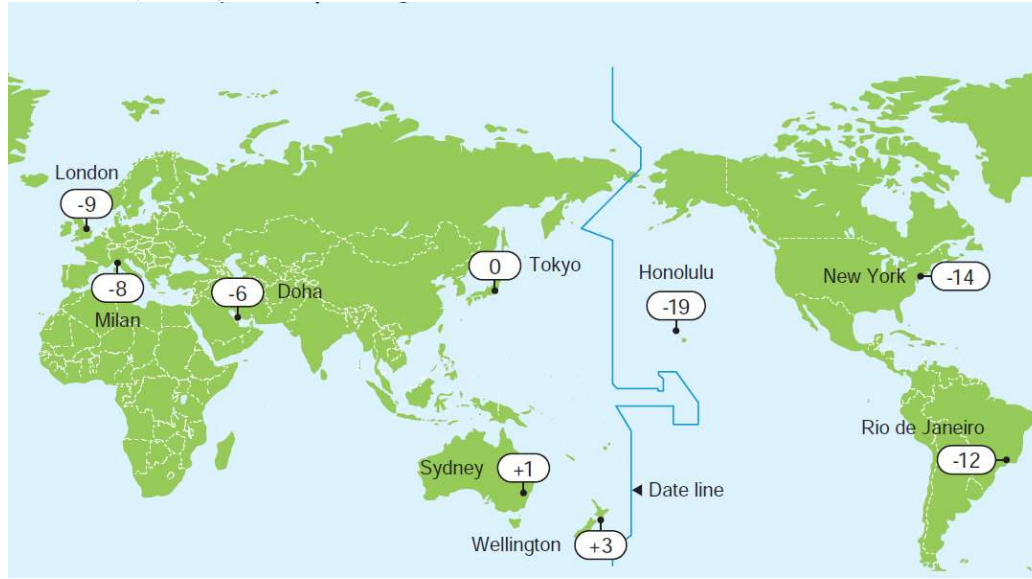 London
-9
0
Tokyo
Honolulu
-19
New York
-14
-8
Milan
-6
Doha
Rio de Janeiro
-12
Sydney
+1
Date line
Wellington
+3